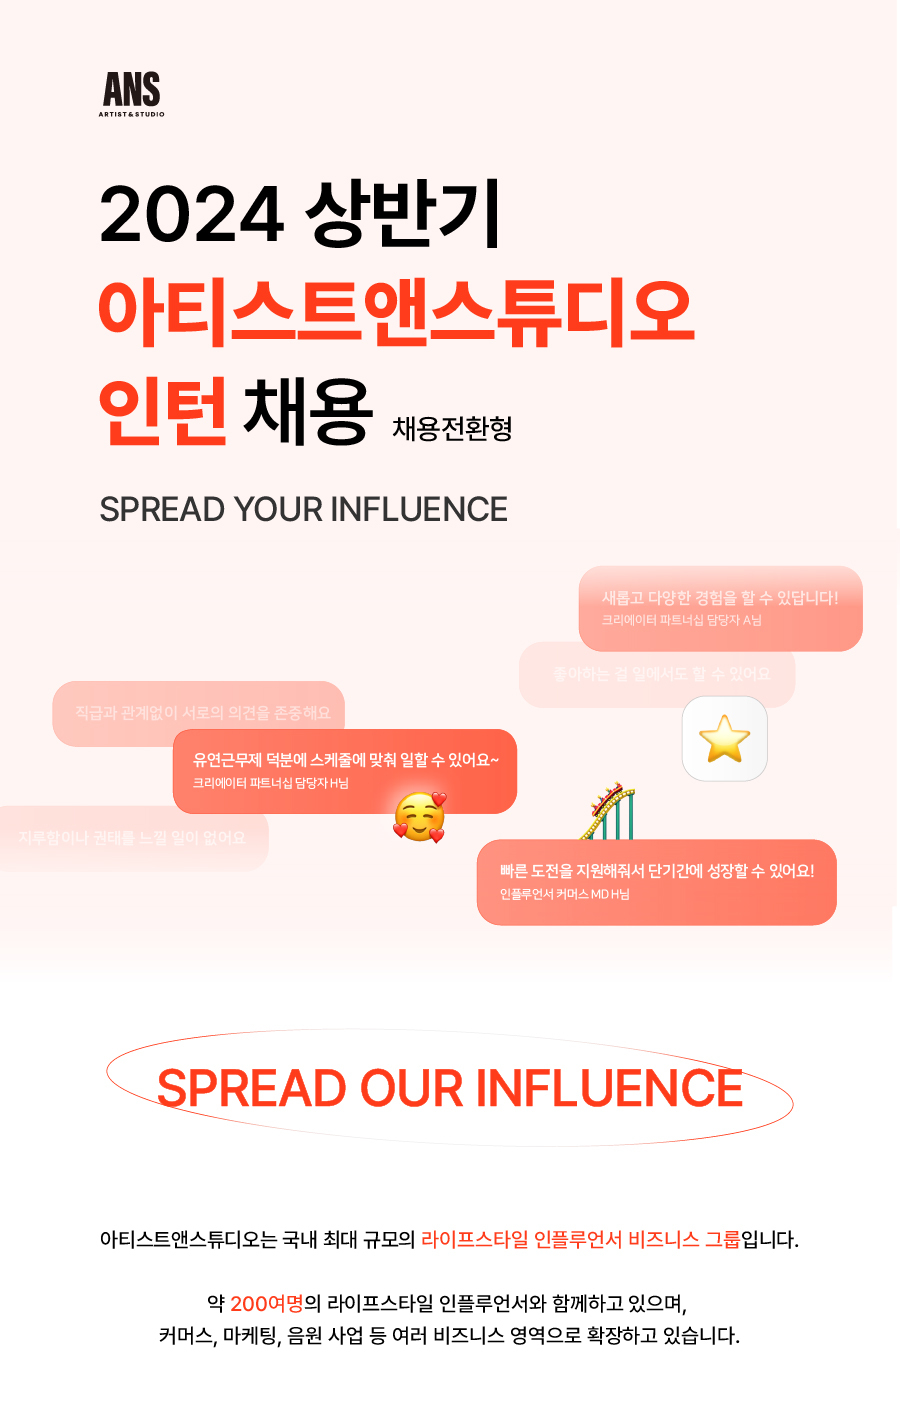 ANS
ARTIST&STUDIO
2024 상반기
아티스트앤스튜디오
인턴 채용 채용전환형
SPREAD YOUR INFLUENCE
새롭고 다양한 경험을 할 수 있답니다!
크리에이터 파트너십 담당자 A님
좋아하는 걸 일에서도 할 수 있어요
직급과 관계없이 서로의 의견을 존중해요
유연근무제 덕분에 스케줄에 맞춰 일할 수 있어요~
크리에이터 파트너십 담당자 H님
지루함이나 권태를 느낄 일이 없어요
빠른 도전을 지원해줘서 단기간에 성장할 수 있어요!
인플루언서 커머스 MD H님
SPREAD OUR INFLUENCE
아티스트앤스튜디오는 국내 최대 규모의 라이프스타일 인플루언서 비즈니스 그룹입니다.
약 200여명의 라이프스타일 인플루언서와 함께하고 있으며,
커머스, 마케팅, 음원 사업 등 여러 비즈니스 영역으로 확장하고 있습니다.